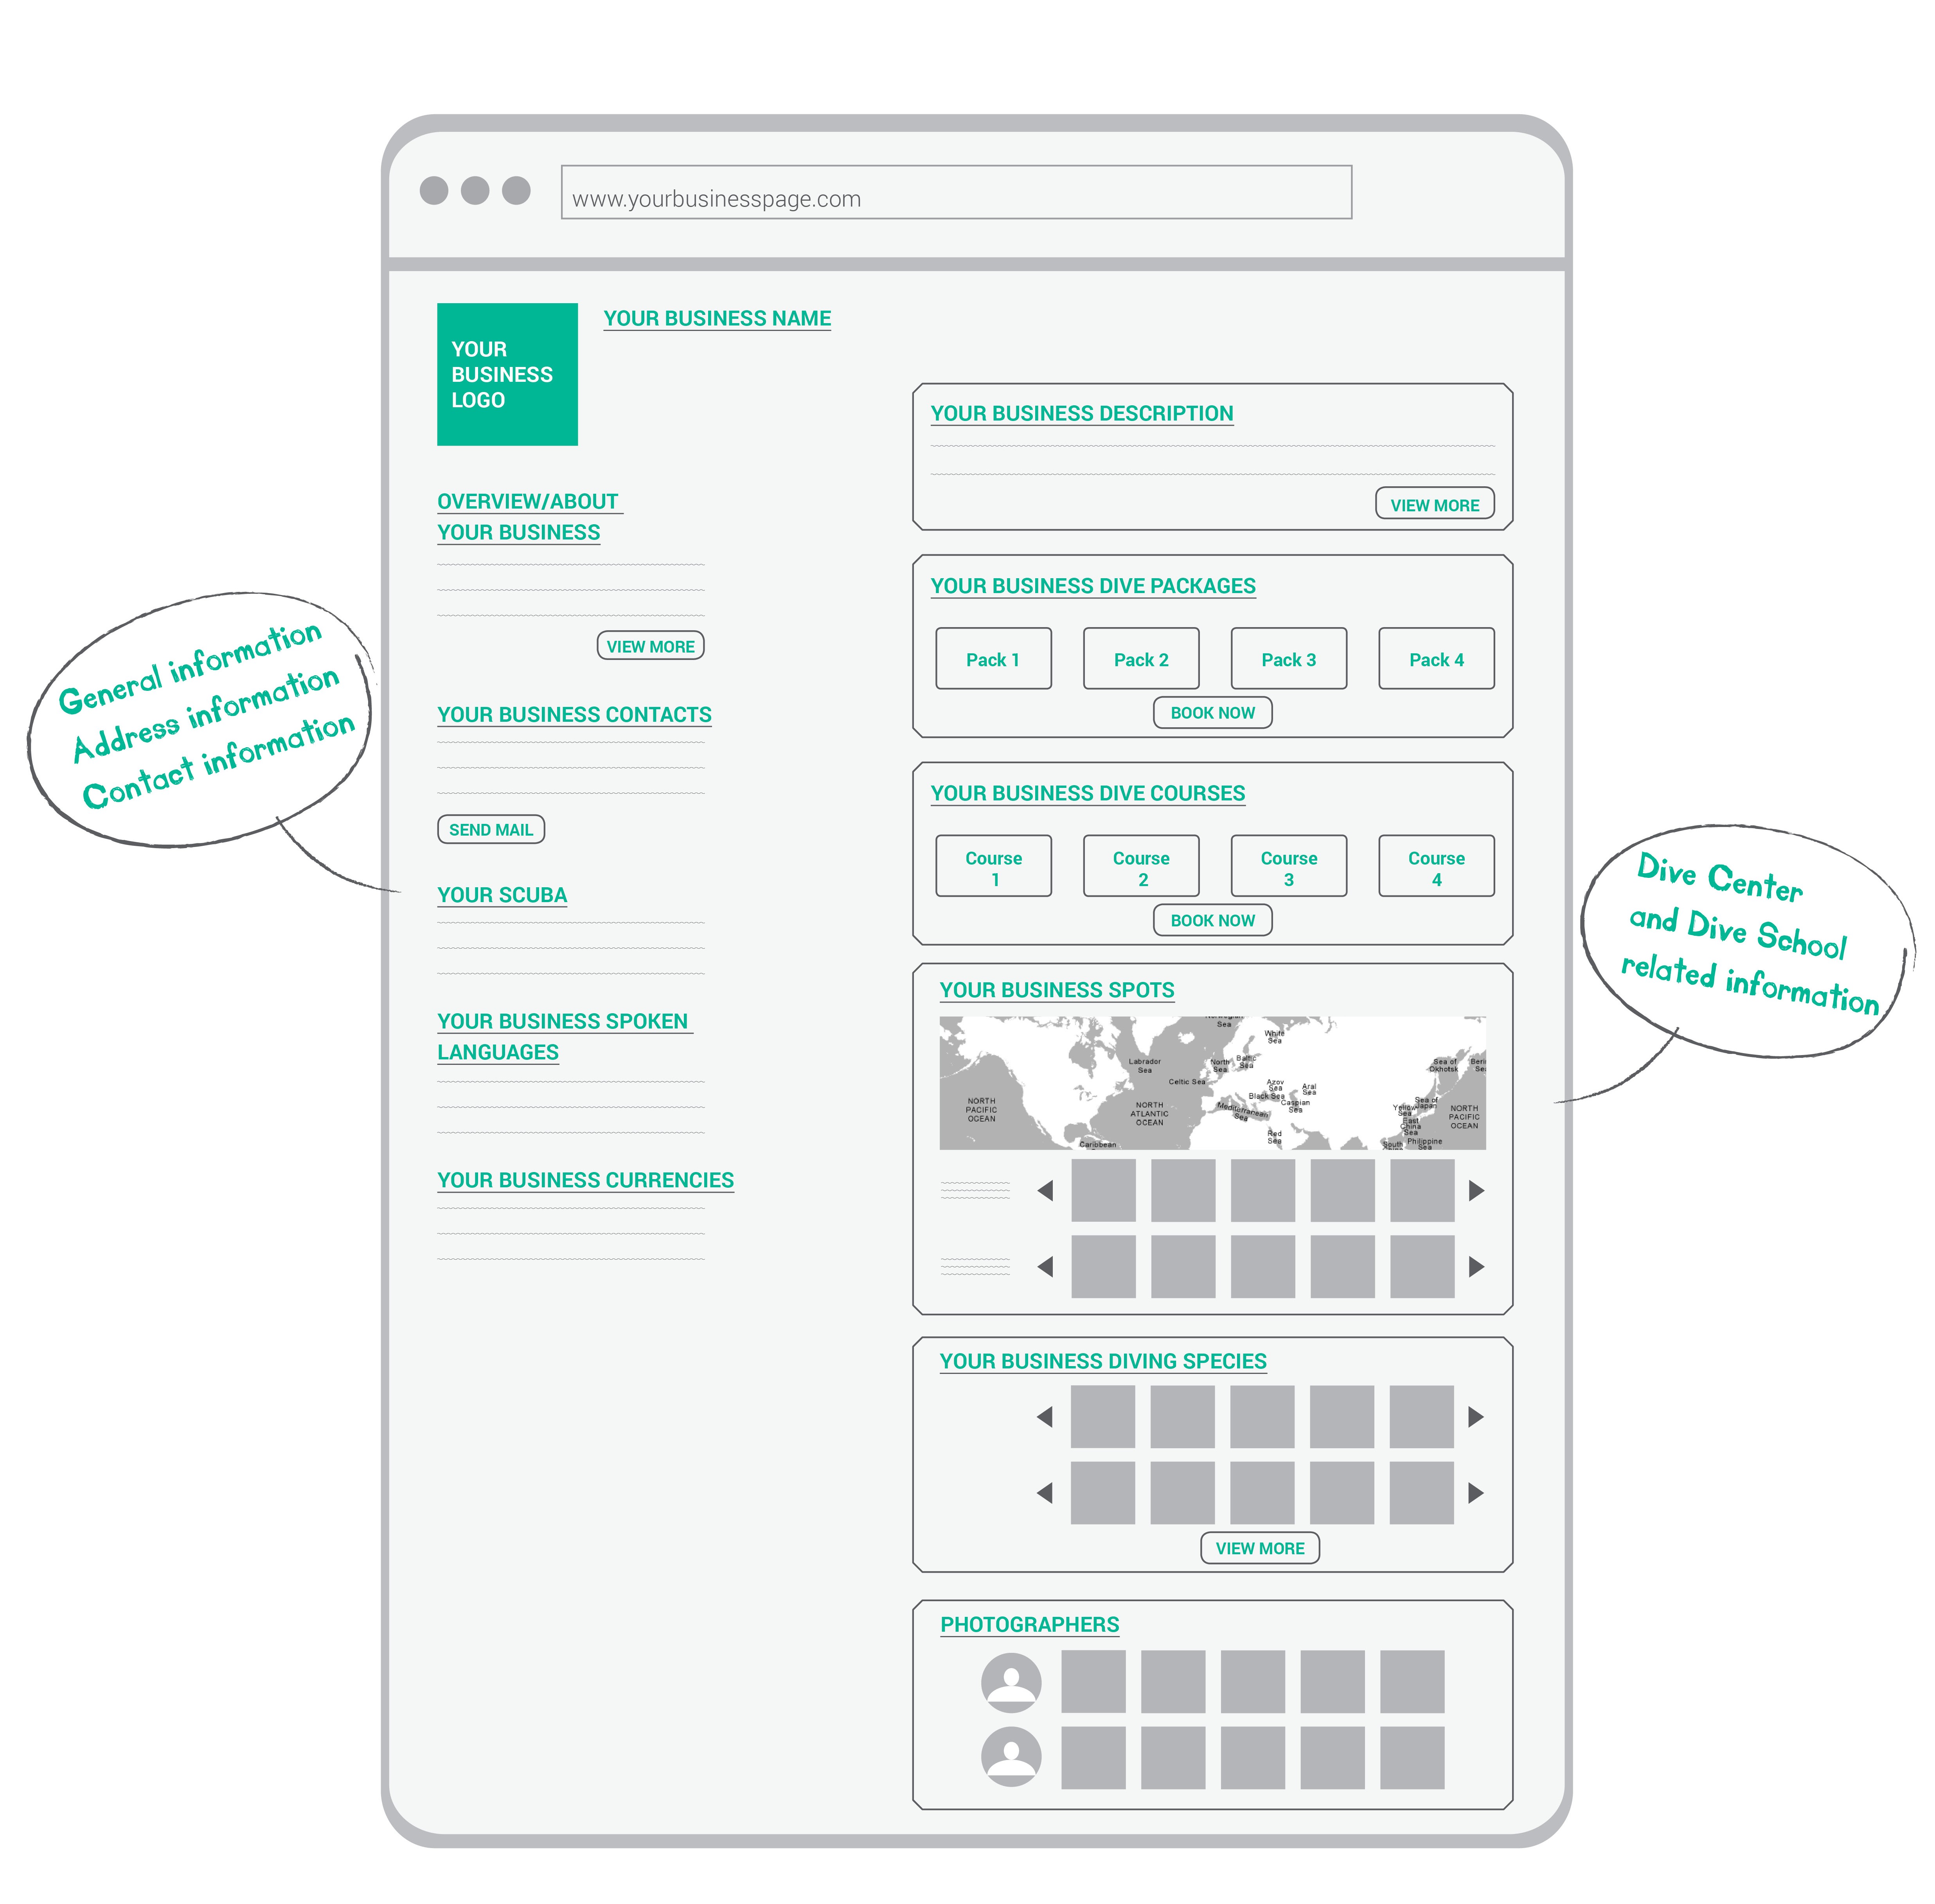 www.yourbusinesspage.com
YOUR
BUSINESS
LOGO
YOUR BUSINESS NAME
OVERVIEW/ABOUT
YOUR BUSINESS
VIEW MORE
YOUR BUSINESS CONTACTS
SEND MAIL
YOUR SCUBA
YOUR BUSINESS SPOKEN
LANGUAGES
YOUR BUSINESS CURRENCIES
General information
Address information
Contact information
YOUR BUSINESS DESCRIPTION
VIEW MORE
YOUR BUSINESS DIVE PACKAGES
Pack 1
Pack 2
Pack 3
Pack 4
BOOK NOW
YOUR BUSINESS DIVE COURSES
Course
1
Course
2
Course
3
Course
4
BOOK NOW
YOUR BUSINESS SPOTS
Sea
White
Sea
Labrador
Sea
North
Sea
Baltic
Sea
Celtic Sea
Azov
Sea
Aral
Sea
Black Sea
Caspian
Sea
Mediterranean
Sea
Red
Sea
NORTH
PACIFIC
OCEAN
NORTH
ATLANTIC
OCEAN
Caribbean
Sea of
Okhotsk
Sea of
Japan
Yellow
Sea
East
China
Sea
South
Philippine
Sea
NORTH
PACIFIC
OCEAN
YOUR BUSINESS DIVING SPECIES
VIEW MORE
PHOTOGRAPHERS
Dive Center
and Dive School
related information